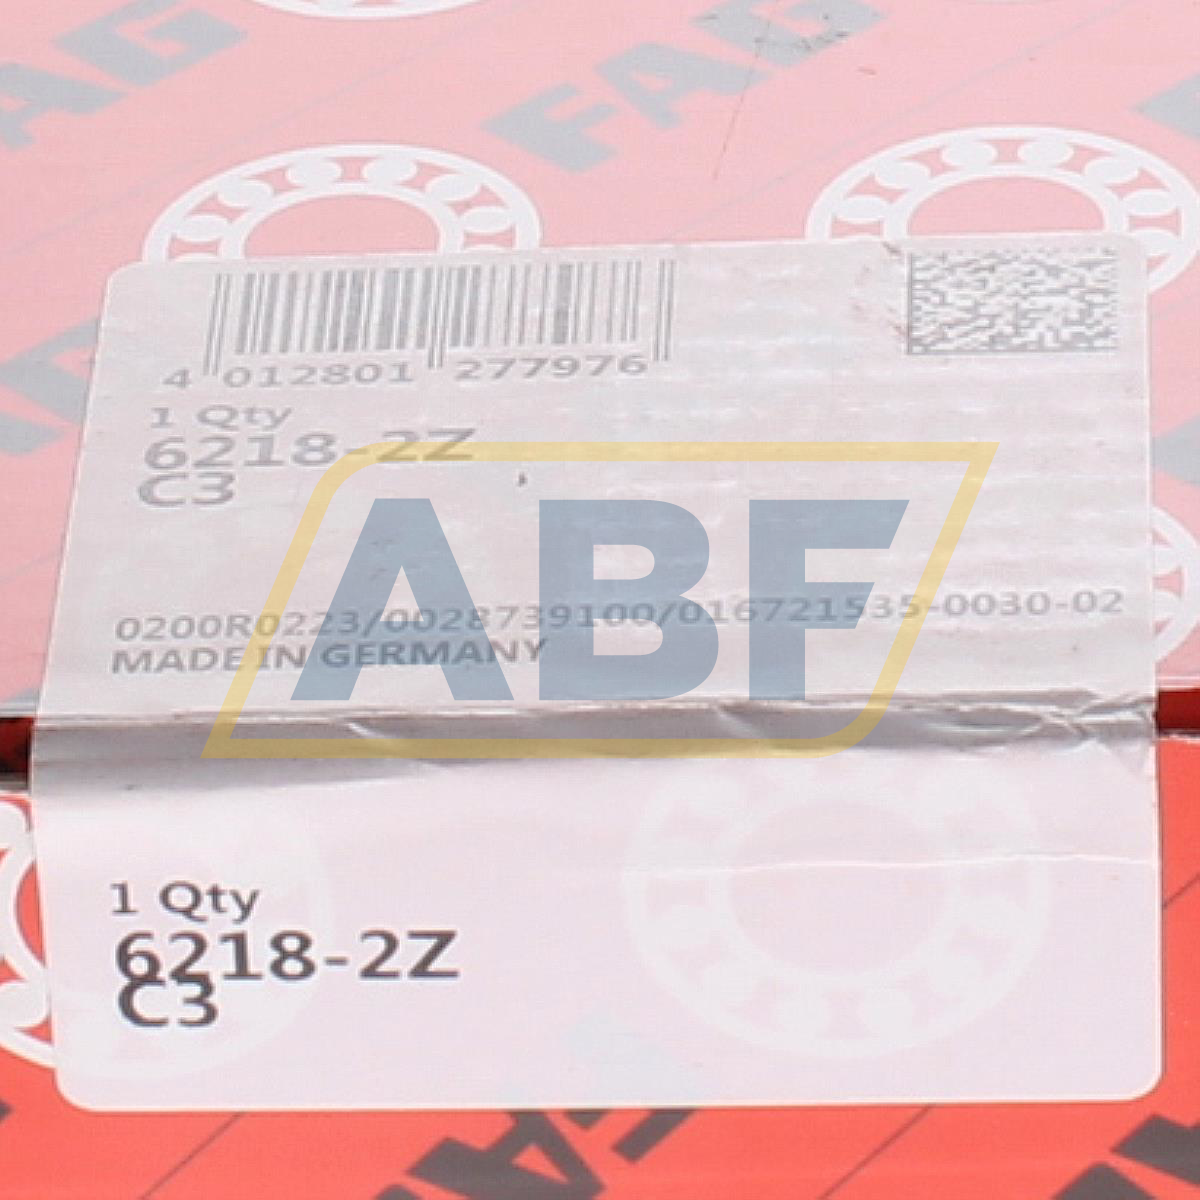 FAG
FAG
4 012801 277976
1 Qty
6218-2Z
C3
ABF
0200R0223/0028739100/016721535-0030-02
MADE IN GERMANY
1 Qty
6218-2Z
C3